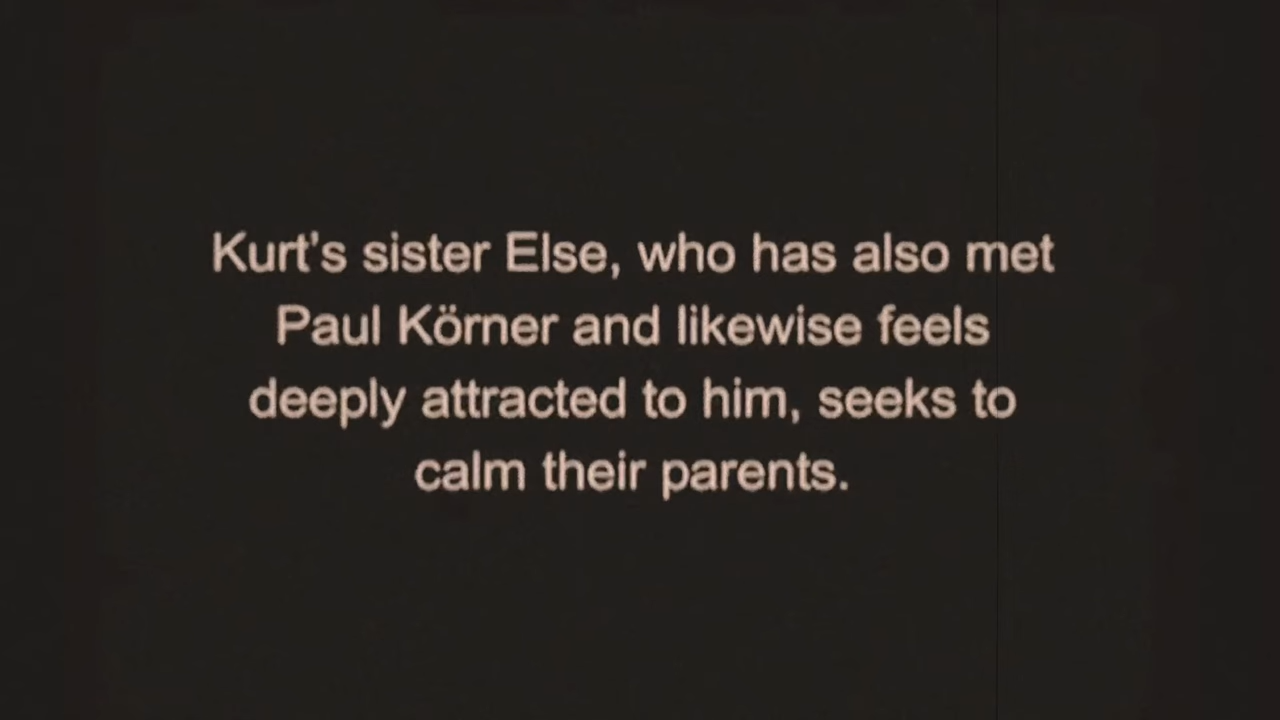 Kurt's sister Else, who has also met
Paul Körner and likewise feels
deeply attracted to him, seeks to
calm their parents.